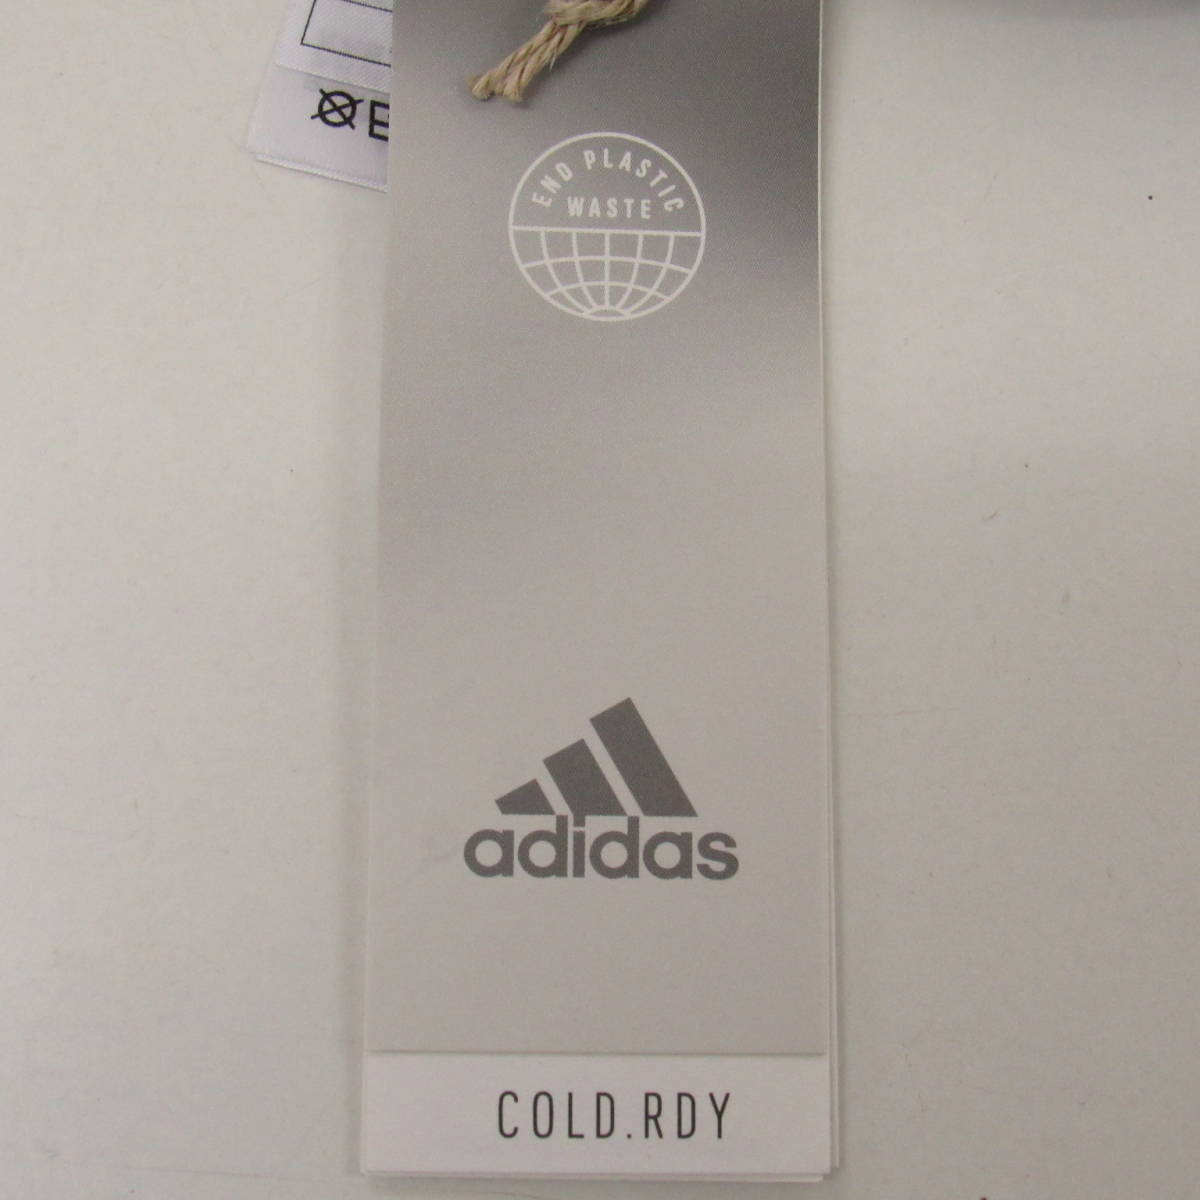 END PLASTIC
WASTE
adidas
COLD.RDY